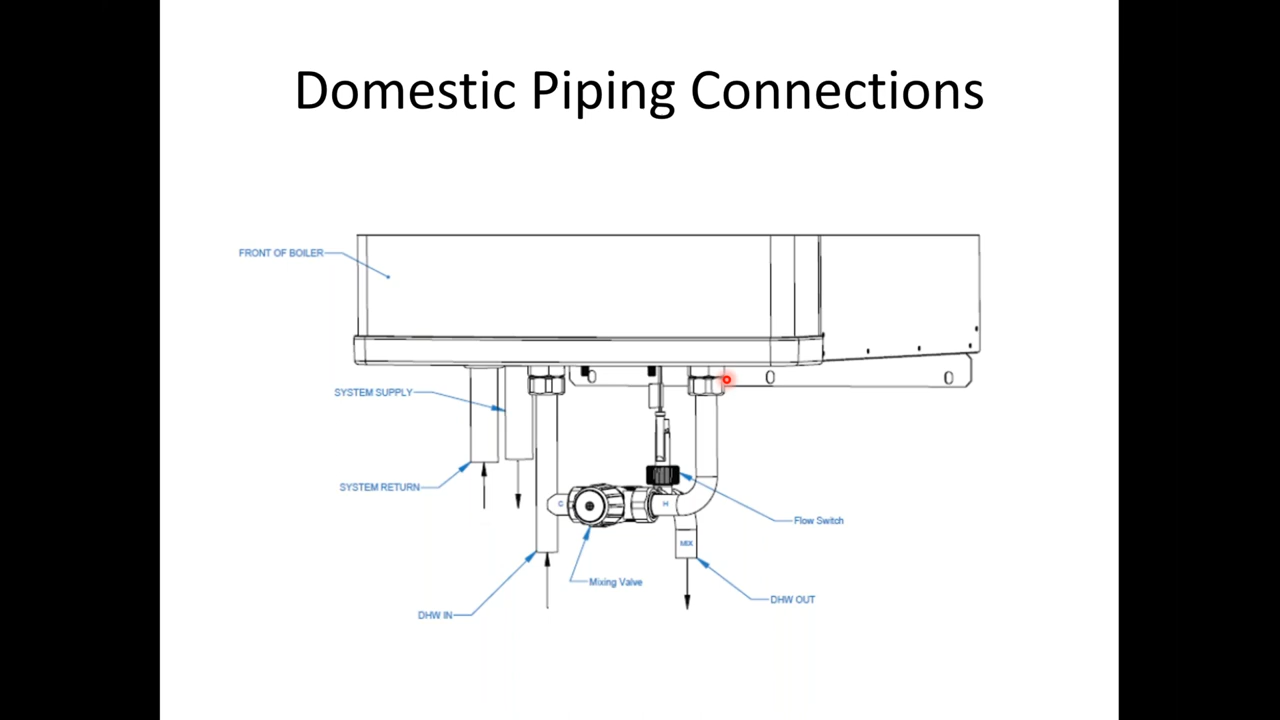 Domestic Piping Connections
FRONT OF BOILER
SYSTEM SUPPLY
SYSTEM RETURN
C
H
Flow Switch
MIX
Mixing Valve
DHW OUT
DHW IN